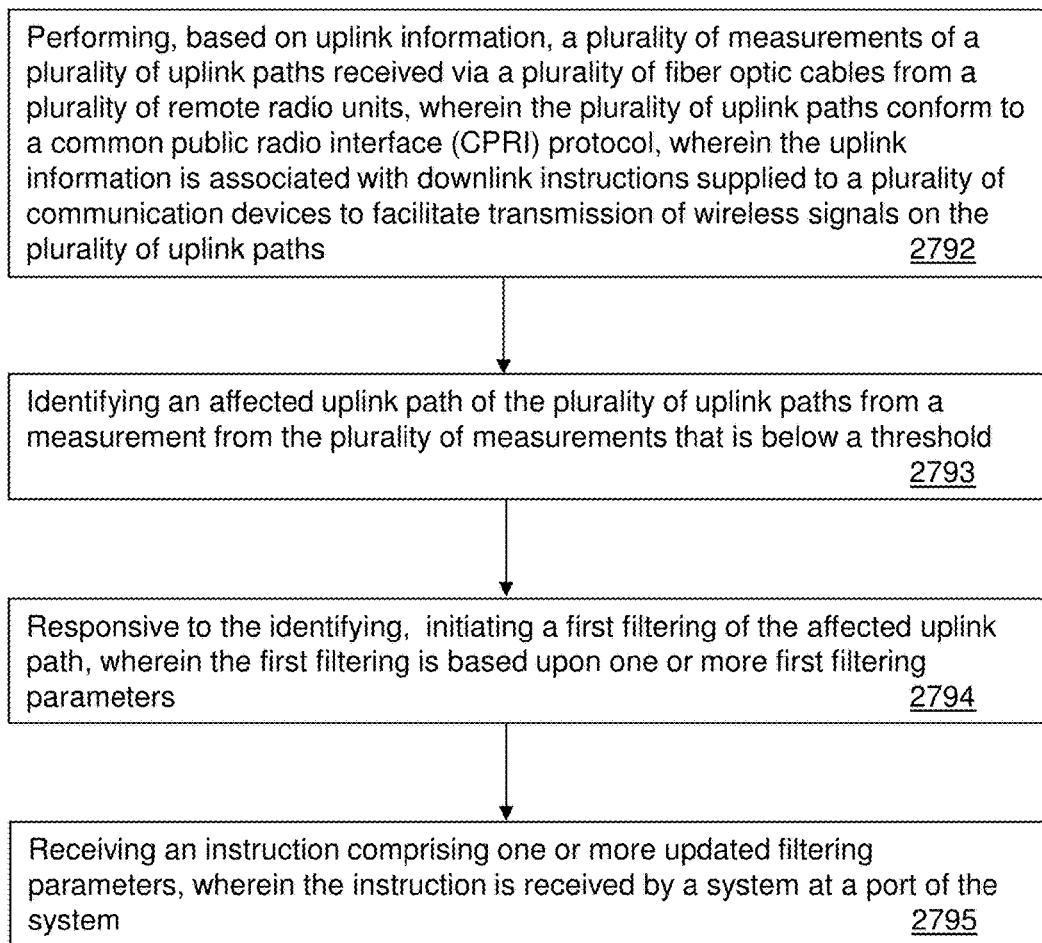 Performing, based on uplink information, a plurality of measurements of a
plurality of uplink paths received via a plurality of fiber optic cables from a
plurality of remote radio units, wherein the plurality of uplink paths conform to
a common public radio interface (CPRI) protocol, wherein the uplink
information is associated with downlink instructions supplied to a plurality of
communication devices to facilitate transmission of wireless signals on the
plurality of uplink paths 2792
Identifying an affected uplink path of the plurality of uplink paths from a
measurement from the plurality of measurements that is below a threshold
2793
Responsive to the identifying, initiating a first filtering of the affected uplink
path, wherein the first filtering is based upon one or more first filtering
parameters 2794
Receiving an instruction comprising one or more updated filtering
parameters, wherein the instruction is received by a system at a port of the
system 2795